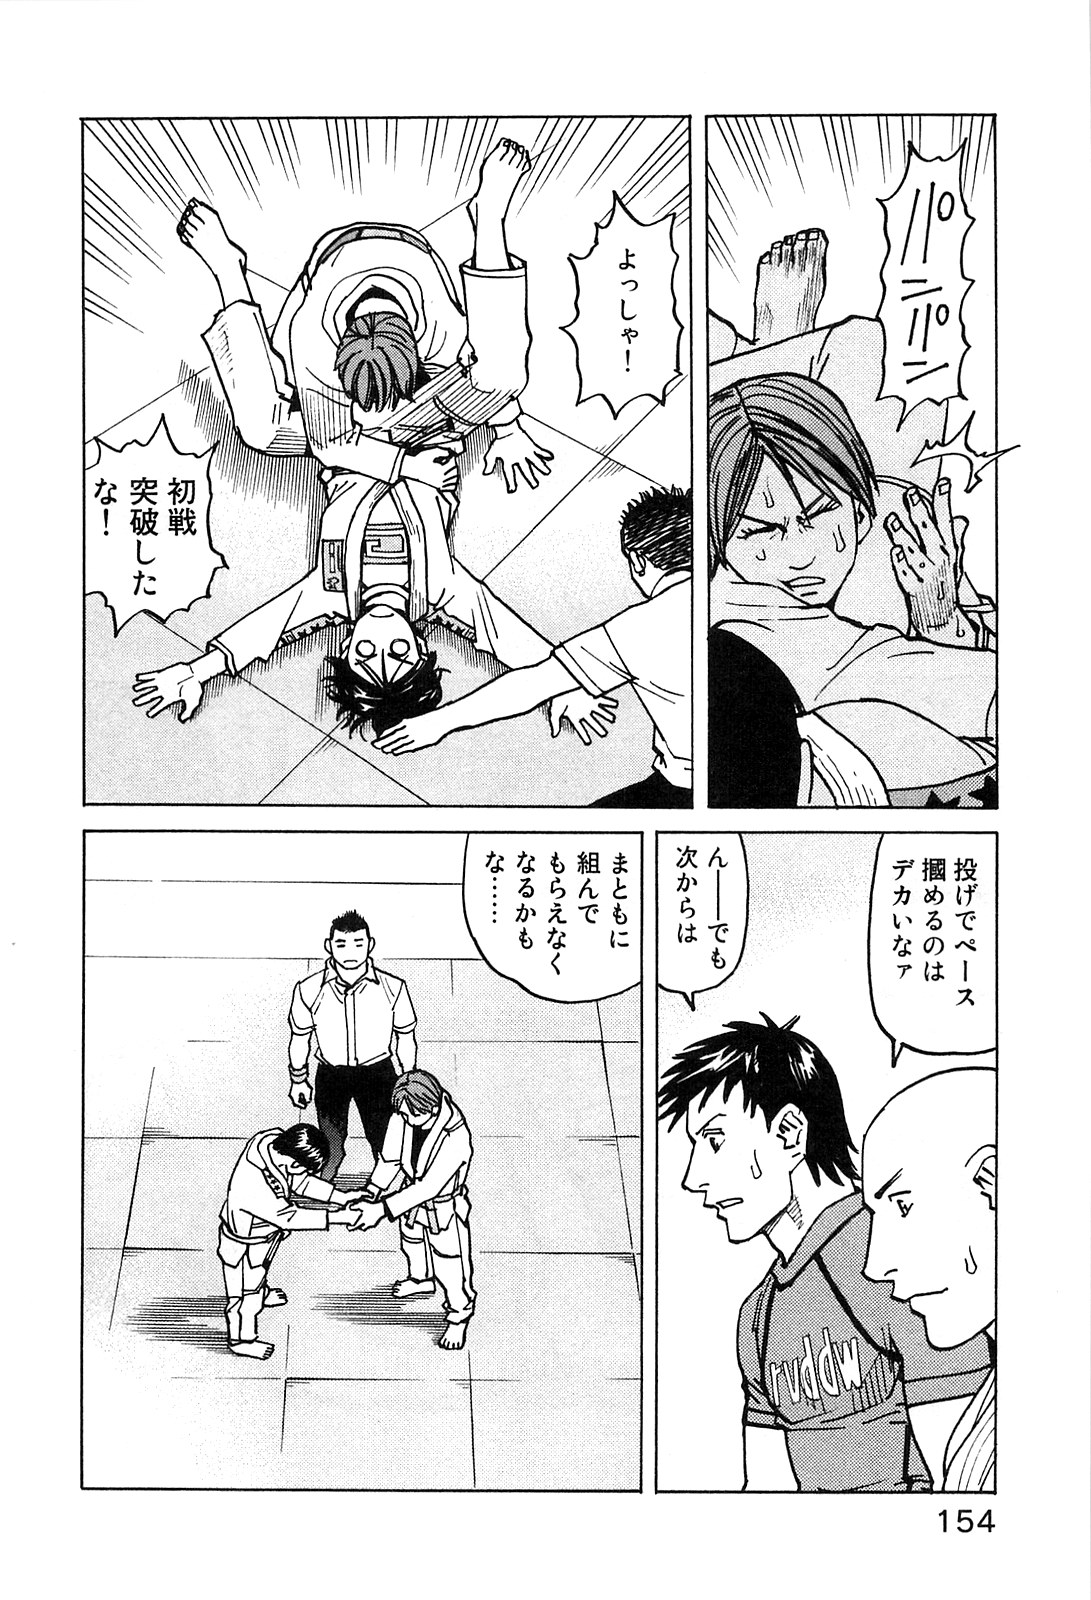 パンパン
よっしゃ！
初戦
突破した
な！
投げでペース
摑めるのは
デカいなァ
ん──でも
次からは
まともに
組んで
もらえなく
なるかも
な……
rvddw
154